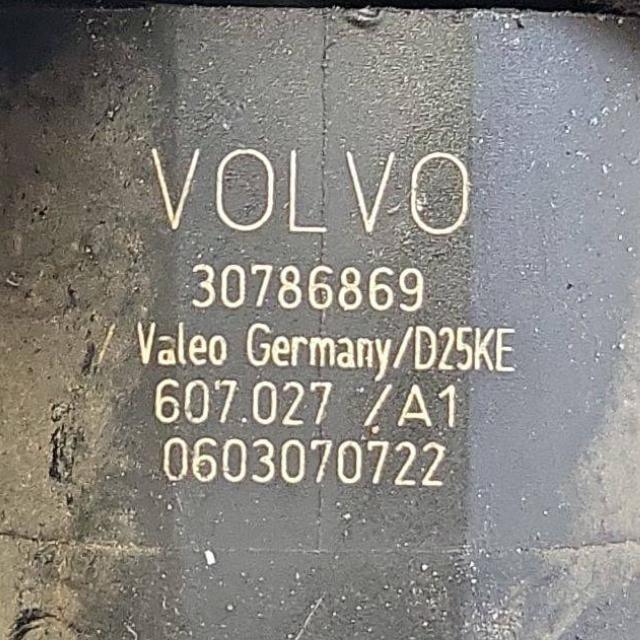 VOLVO
30786869
Valeo Germany/D25KE
607.027 /A1
0603070722